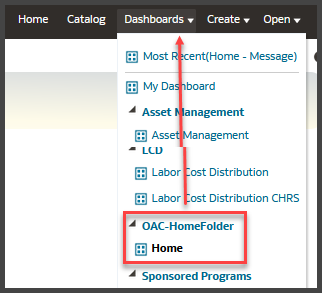 Home Catalog Dashboards Create Open
Most Recent(Home - Message)
My Dashboard
Asset Management
Asset Management
LCD
Labor Cost Distribution
Labor Cost Distribution CHRS
OAC-HomeFolder
Home
Sponsored Programs